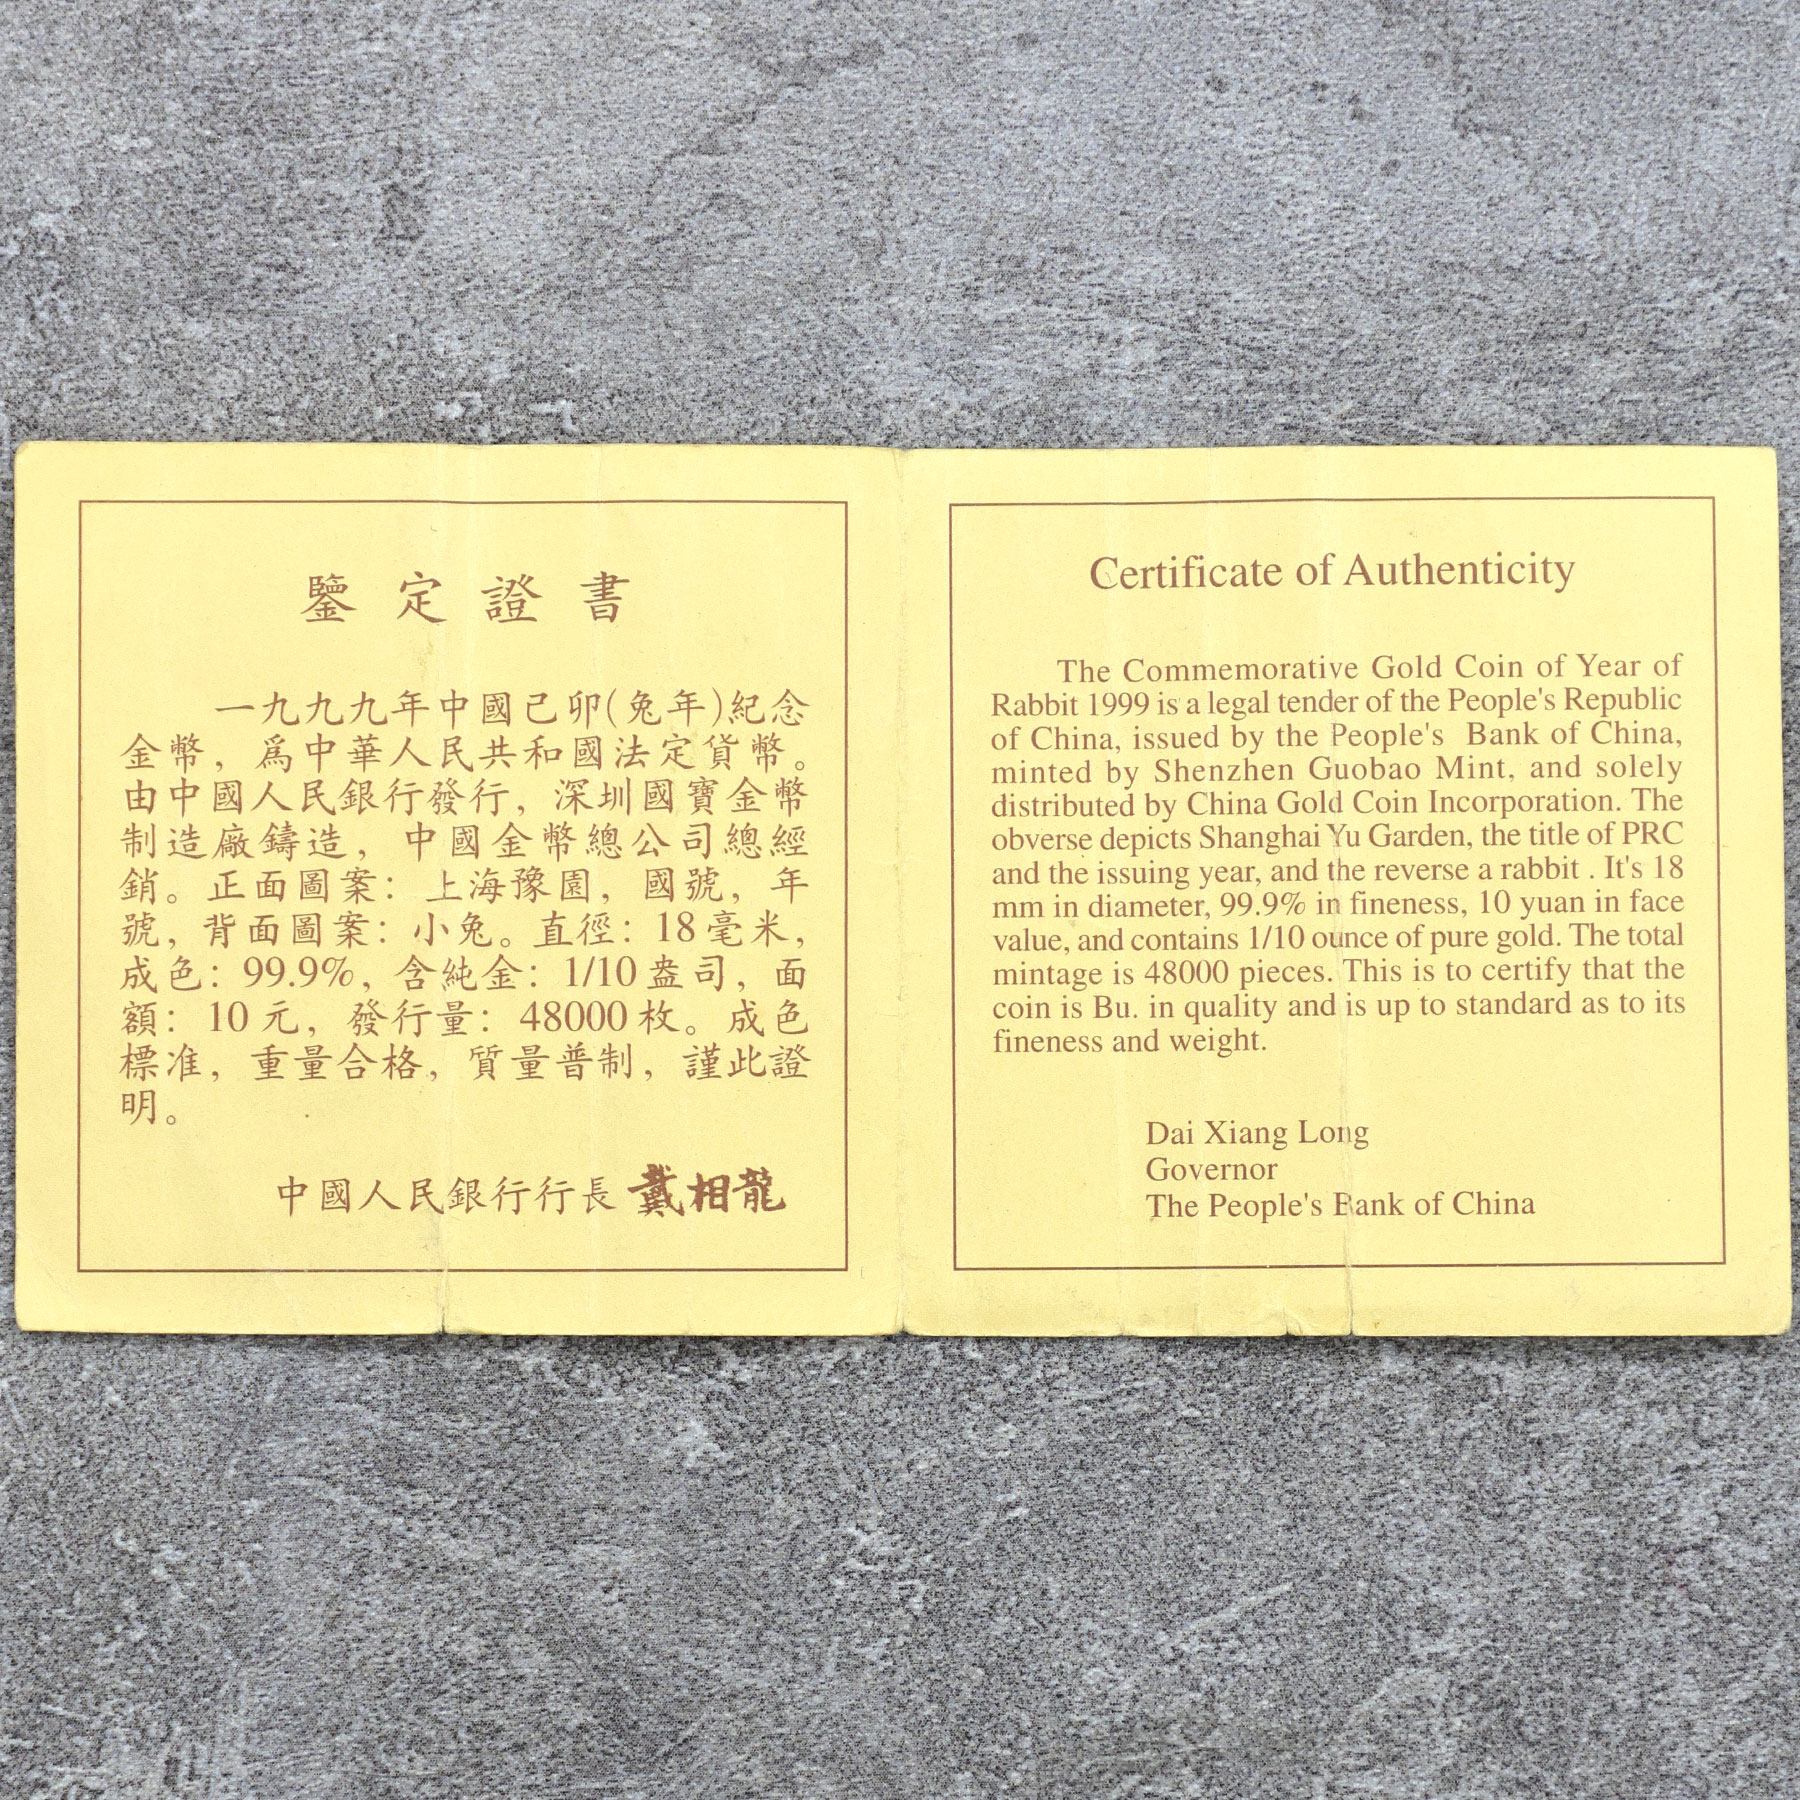 鑒定證書
一九九九年中國己卯(兔年)紀念
金幣，爲中華人民共和國法定貨幣。
由中國人民銀行發行，深圳國寶金幣
制造廠鑄造，中國金幣總公司總經
銷。正面圖案：上海豫園，國號，年
號，背面圖案：小兔。直徑：18毫米，
成色：99.9%，含純金：1/10盎司，面
額：10元，發行量：48000枚。成色
標准，重量合格，質量普制，謹此證
明。
中國人民銀行行長 戴相龍
Certificate of Authenticity
The Commemorative Gold Coin of Year of
Rabbit 1999 is a legal tender of the People's Republic
of China, issued by the People's Bank of China,
minted by Shenzhen Guobao Mint, and solely
distributed by China Gold Coin Incorporation. The
obverse depicts Shanghai Yu Garden, the title of PRC
and the issuing year, and the reverse a rabbit . It's 18
mm in diameter, 99.9% in fineness, 10 yuan in face
value, and contains 1/10 ounce of pure gold. The total
mintage is 48000 pieces. This is to certify that the
coin is Bu. in quality and is up to standard as to its
fineness and weight.
Dai Xiang Long
Governor
The People's Bank of China